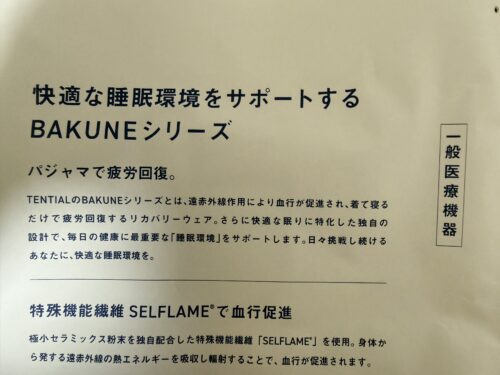 快適な睡眠環境をサポートする
BAKUNEシリーズ
一般医療機器
パジャマで疲労回復。
TENTIALのBAKUNEシリーズとは、遠赤外線作用により血行が促進され、着て寝る
だけで疲労回復するリカバリーウェア。さらに快適な眠りに特化した独自の
設計で、毎日の健康に最重要な「睡眠環境」をサポートします。日々挑戦し続ける
あなたに、快適な睡眠環境を。
特殊機能繊維 SELFLAME®で血行促進
極小セラミックス粉末を独自配合した特殊機能繊維「SELFLAME®」を使用。身体か
ら発する遠赤外線の熱エネルギーを吸収し輻射することで、血行が促進されます。